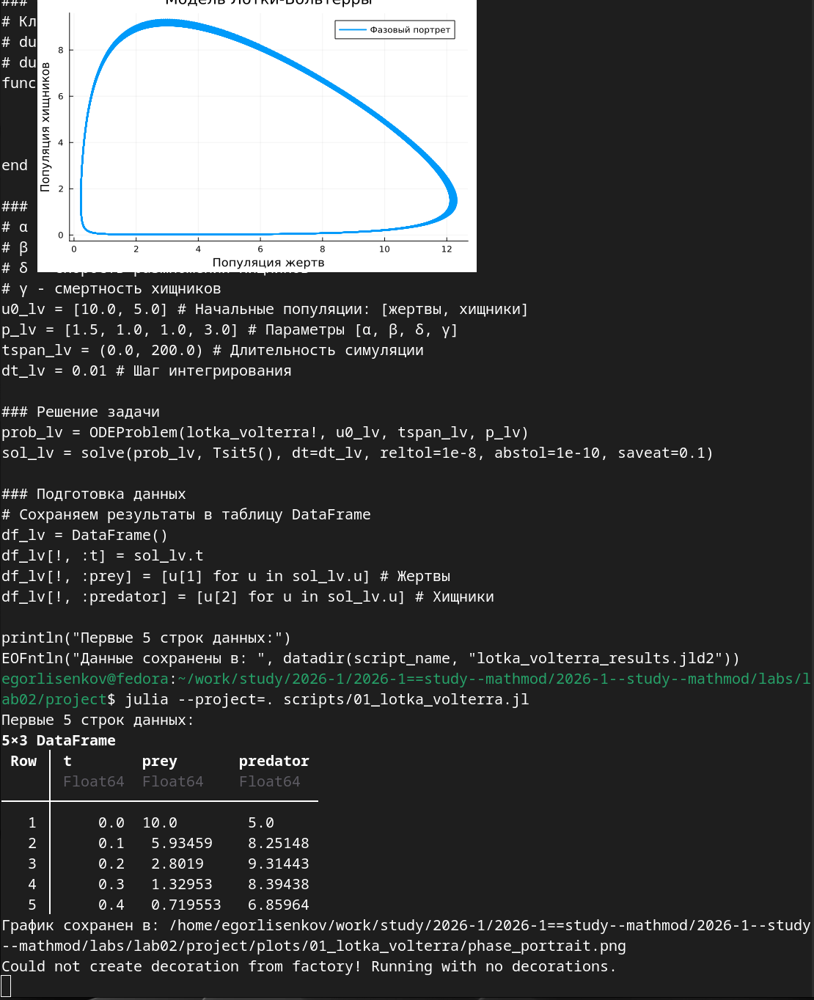 ###
# Кл
# du
# du
func
end
###
# α
# β
# δ
Модель Лотки-Вольтерры
Фазовый портрет
Популяция хищников
8
6
4
2
0
0 2 4 6 8 10 12
Популяция жертв
# γ - смертность хищников
u0_lv = [10.0, 5.0] # Начальные популяции: [жертвы, хищники]
p_lv = [1.5, 1.0, 1.0, 3.0] # Параметры [α, β, δ, γ]
tspan_lv = (0.0, 200.0) # Длительность симуляции
dt_lv = 0.01 # Шаг интегрирования
### Решение задачи
prob_lv = ODEProblem(lotka_volterra!, u0_lv, tspan_lv, p_lv)
sol_lv = solve(prob_lv, Tsit5(), dt=dt_lv, reltol=1e-8, abstol=1e-10, saveat=0.1)
### Подготовка данных
# Сохраняем результаты в таблицу DataFrame
df_lv = DataFrame()
df_lv[!, :t] = sol_lv.t
df_lv[!, :prey] = [u[1] for u in sol_lv.u] # Жертвы
df_lv[!, :predator] = [u[2] for u in sol_lv.u] # Хищники
println("Первые 5 строк данных:")
EOFntln("Данные сохранены в: ", datadir(script_name, "lotka_volterra_results.jld2"))
egorlisenkov@fedora:~/work/study/2026-1/2026-1==study--mathmod/2026-1--study--mathmod/labs/l
ab02/project$ julia --project=. scripts/01_lotka_volterra.jl
Первые 5 строк данных:
5×3 DataFrame
Row t prey predator
Float64 Float64 Float64
1 0.0 10.0 5.0
2 0.1 5.93459 8.25148
3 0.2 2.8019 9.31443
4 0.3 1.32953 8.39438
5 0.4 0.719553 6.85964
График сохранен в: /home/egorlisenkov/work/study/2026-1/2026-1==study--mathmod/2026-1--study
--mathmod/labs/lab02/project/plots/01_lotka_volterra/phase_portrait.png
Could not create decoration from factory! Running with no decorations.